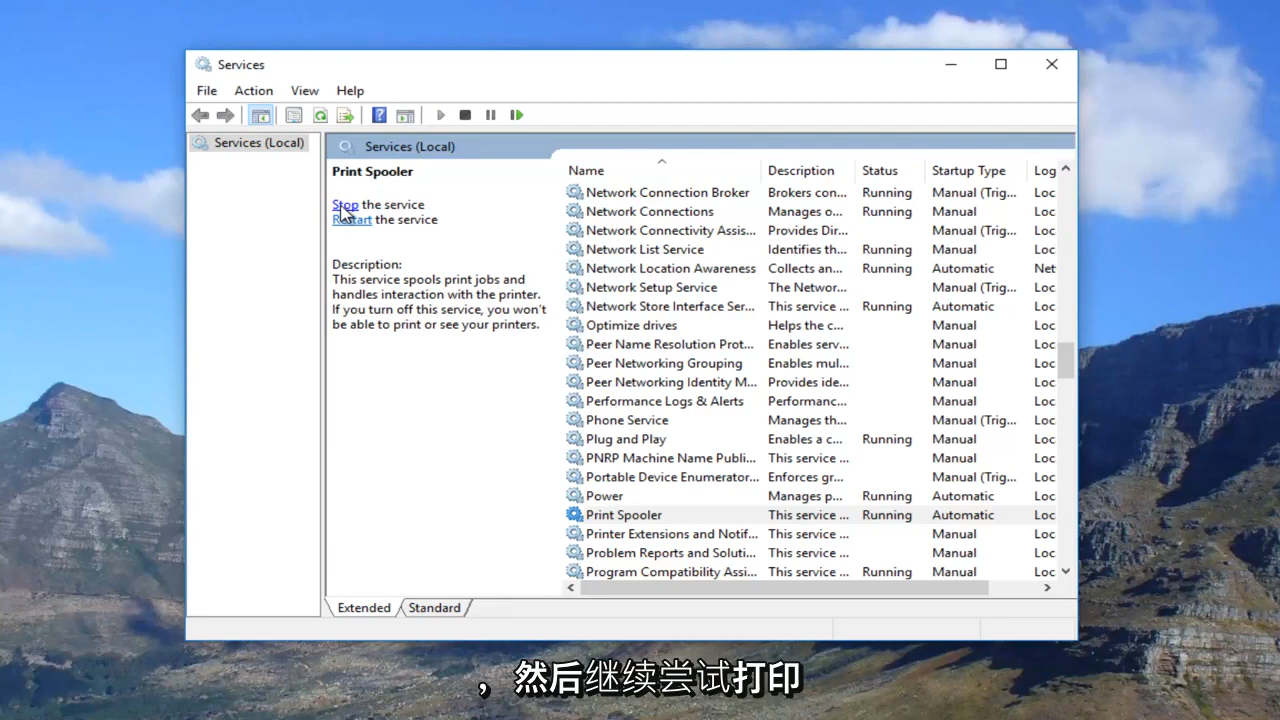 Services
File Action View Help
Services (Local)
Services (Local)
Print Spooler
Stop the service
Restart the service
Description:
This service spools print jobs and
handles interaction with the printer.
If you turn off this service, you won't
be able to print or see your printers.
Name Description Status Startup Type Log
Network Connection Broker Brokers con... Running Manual (Trig... Loc
Network Connections Manages o... Running Manual Loc
Network Connectivity Assis... Provides Dir... Manual (Trig... Loc
Network List Service Identifies th... Running Manual Loc
Network Location Awareness Collects an... Running Automatic Net
Network Setup Service The Networ... Manual (Trig... Loc
Network Store Interface Ser... This service ... Running Automatic Loc
Optimize drives Helps the c... Manual Loc
Peer Name Resolution Prot... Enables serv... Manual Loc
Peer Networking Grouping Enables mul... Manual Loc
Peer Networking Identity M... Provides ide... Manual Loc
Performance Logs & Alerts Performanc... Manual Loc
Phone Service Manages th... Manual (Trig... Loc
Plug and Play Enables a c... Running Manual Loc
PNRP Machine Name Publi... This service ... Manual Loc
Portable Device Enumerator... Enforces gr... Manual (Trig... Loc
Power Manages p... Running Automatic Loc
Print Spooler This service ... Running Automatic Loc
Printer Extensions and Notif... This service ... Manual Loc
Problem Reports and Soluti... This service ... Manual Loc
Program Compatibility Assi... This service ... Running Manual Loc
Extended Standard
，然后继续尝试打印